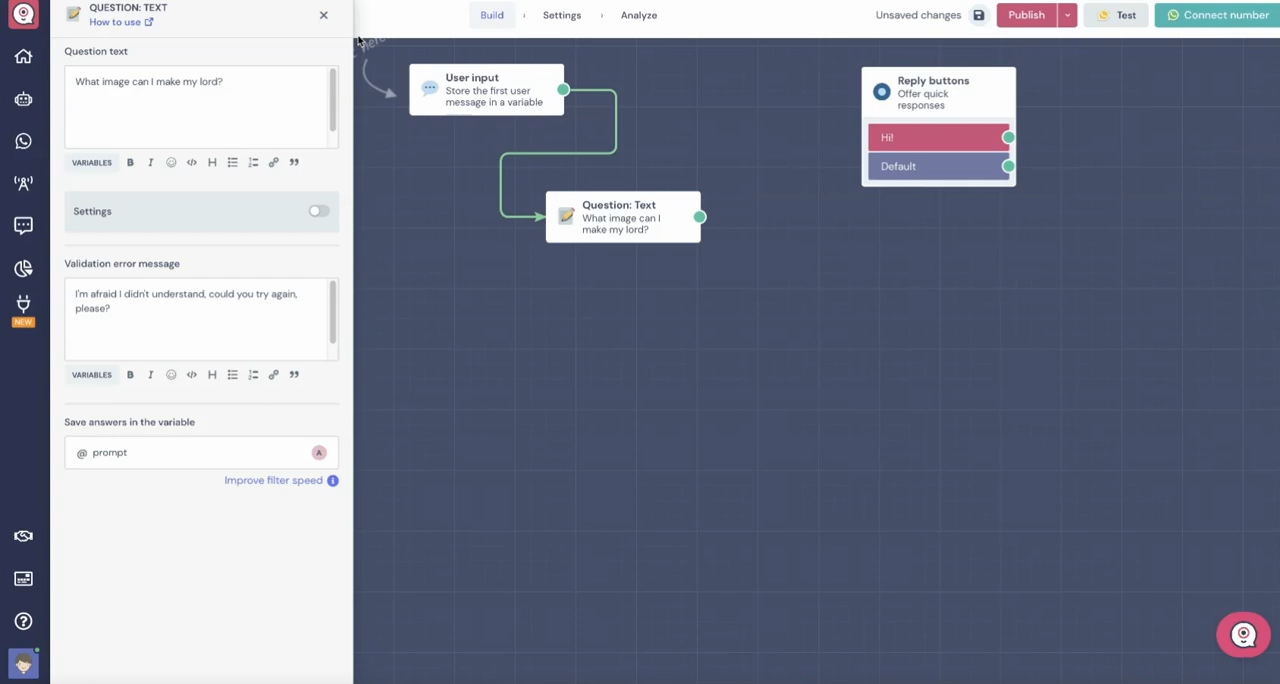 QUESTION: TEXT
How to use
Question text
What image can I make my lord?
VARIABLES
Settings
Validation error message
I'm afraid I didn't understand, could you try again,
please?
VARIABLES
Save answers in the variable
@ prompt
A
Improve filter speed
NEW
Build
Settings
Analyze
Unsaved changes
Publish
Test
Connect number
here
User input
Store the first user
message in a variable
Question: Text
What image can I
make my lord?
Reply buttons
Offer quick
responses
Hi!
Default